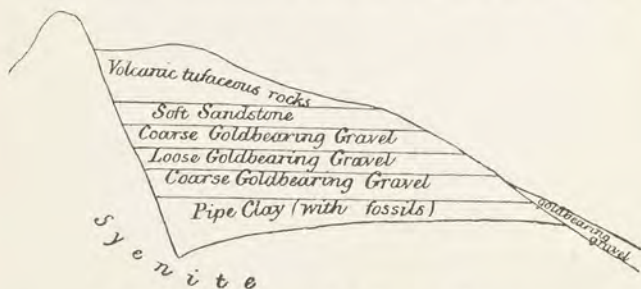 Volcanic tufaceous rocks
Soft Sandstone
Coarse Goldbearing Gravel
Loose Goldbearing Gravel
Coarse Goldbearing Gravel
Pipe Clay (with fossils)
goldbearing
gravel
Syenite